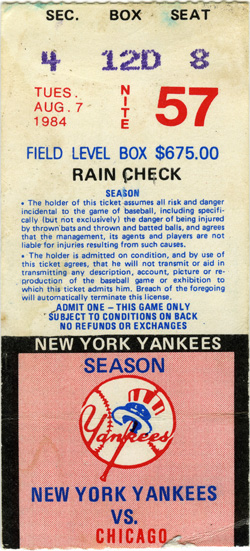 SEC. BOX SEAT
4 12D 8
TUES.
AUG. 7
1984
NITE
57
FIELD LEVEL BOX $675.00
RAIN CHECK
SEASON
• The holder of this ticket assumes all risk and danger
incidental to the game of baseball, including specifi-
cally (but not exclusively) the danger of being injured
by thrown bats and thrown and batted balls, and agrees
that the management, its agents and players are not
liable for injuries resulting from such causes.
• The holder is admitted on condition, and by use of
this ticket agrees, that he will not transmit or aid in
transmitting any description, account, picture or re-
production of the baseball game or exhibition to
which this ticket admits him. Breach of the foregoing
will automatically terminate this license.
ADMIT ONE – THIS GAME ONLY
SUBJECT TO CONDITIONS ON BACK
NO REFUNDS OR EXCHANGES
NEW YORK YANKEES
SEASON
Yankees
NEW YORK YANKEES
VS.
CHICAGO